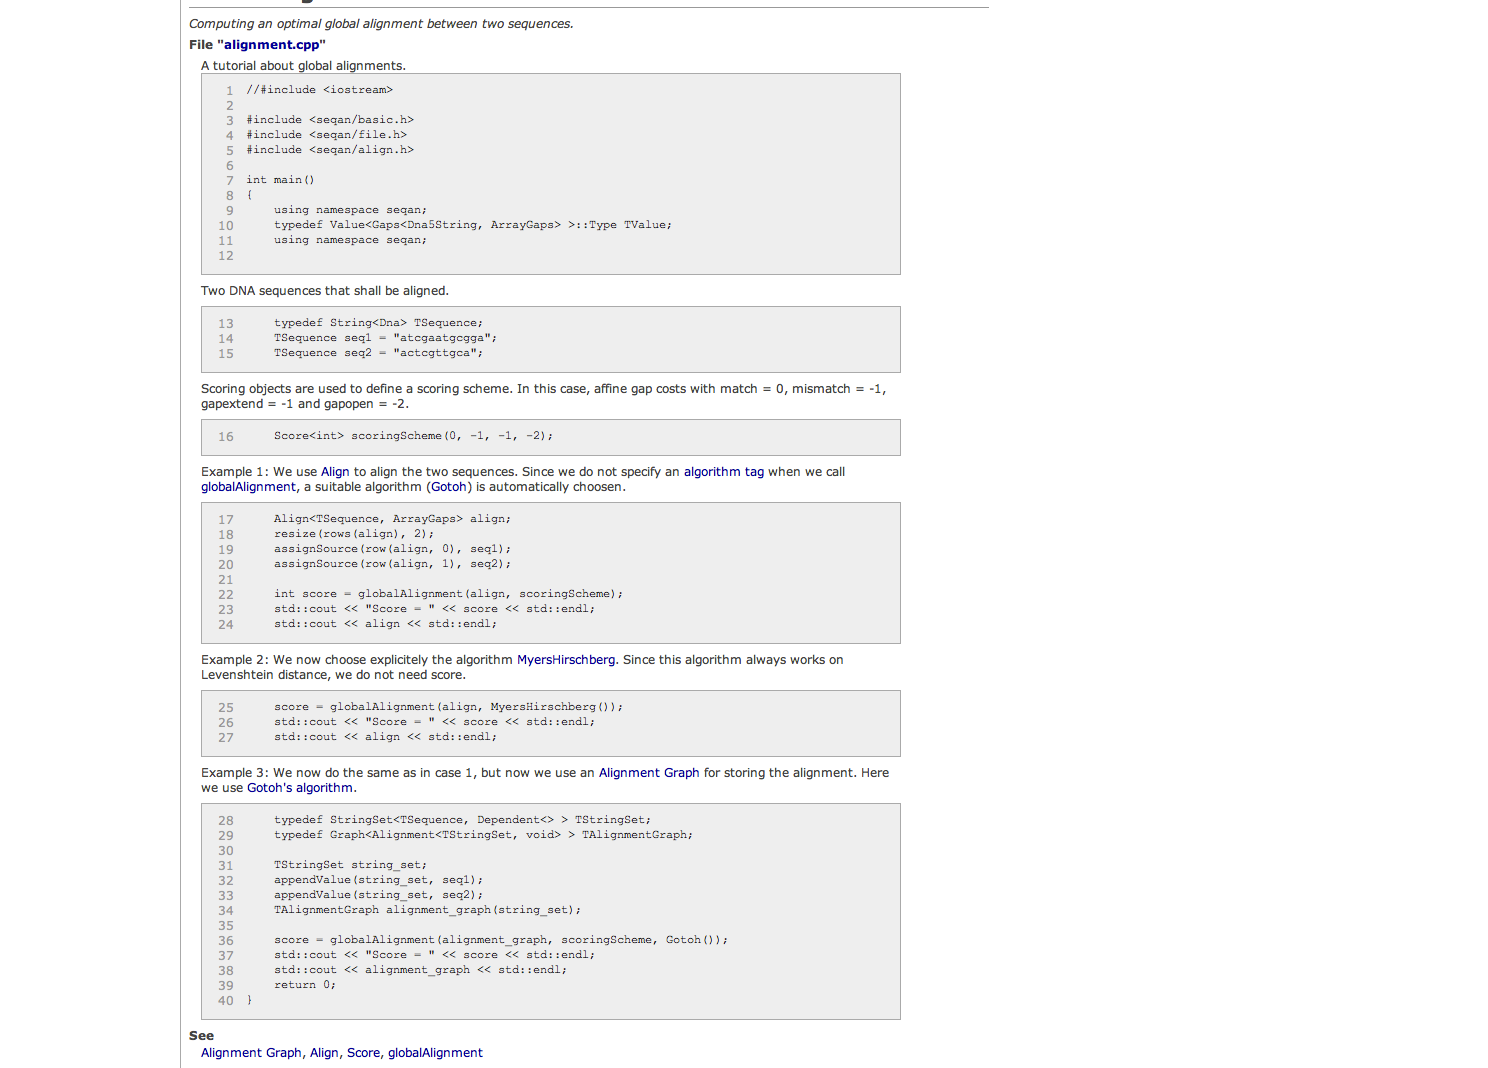 Computing an optimal global alignment between two sequences.
File "alignment.cpp"
A tutorial about global alignments.
1 //#include <iostream>
2
3 #include <seqan/basic.h>
4 #include <seqan/file.h>
5 #include <seqan/align.h>
6
7 int main()
8 {
9     using namespace seqan;
10     typedef Value<Gaps<Dna5String, ArrayGaps> >::Type TValue;
11     using namespace seqan;
12
Two DNA sequences that shall be aligned.
13     typedef String<Dna> TSequence;
14     TSequence seq1 = "atcgaatgcgga";
15     TSequence seq2 = "actcgttgca";
Scoring objects are used to define a scoring scheme. In this case, affine gap costs with match = 0, mismatch = -1,
gapextend = -1 and gapopen = -2.
16     Score<int> scoringScheme(0, -1, -1, -2);
Example 1: We use Align to align the two sequences. Since we do not specify an algorithm tag when we call
globalAlignment, a suitable algorithm (Gotoh) is automatically choosen.
17     Align<TSequence, ArrayGaps> align;
18     resize(rows(align), 2);
19     assignSource(row(align, 0), seq1);
20     assignSource(row(align, 1), seq2);
21
22     int score = globalAlignment(align, scoringScheme);
23     std::cout << "Score = " << score << std::endl;
24     std::cout << align << std::endl;
Example 2: We now choose explicitely the algorithm MyersHirschberg. Since this algorithm always works on
Levenshtein distance, we do not need score.
25     score = globalAlignment(align, MyersHirschberg());
26     std::cout << "Score = " << score << std::endl;
27     std::cout << align << std::endl;
Example 3: We now do the same as in case 1, but now we use an Alignment Graph for storing the alignment. Here
we use Gotoh's algorithm.
28     typedef StringSet<TSequence, Dependent<> > TStringSet;
29     typedef Graph<Alignment<TStringSet, void> > TAlignmentGraph;
30
31     TStringSet string_set;
32     appendValue(string_set, seq1);
33     appendValue(string_set, seq2);
34     TAlignmentGraph alignment_graph(string_set);
35
36     score = globalAlignment(alignment_graph, scoringScheme, Gotoh());
37     std::cout << "Score = " << score << std::endl;
38     std::cout << alignment_graph << std::endl;
39     return 0;
40 }
See
Alignment Graph, Align, Score, globalAlignment